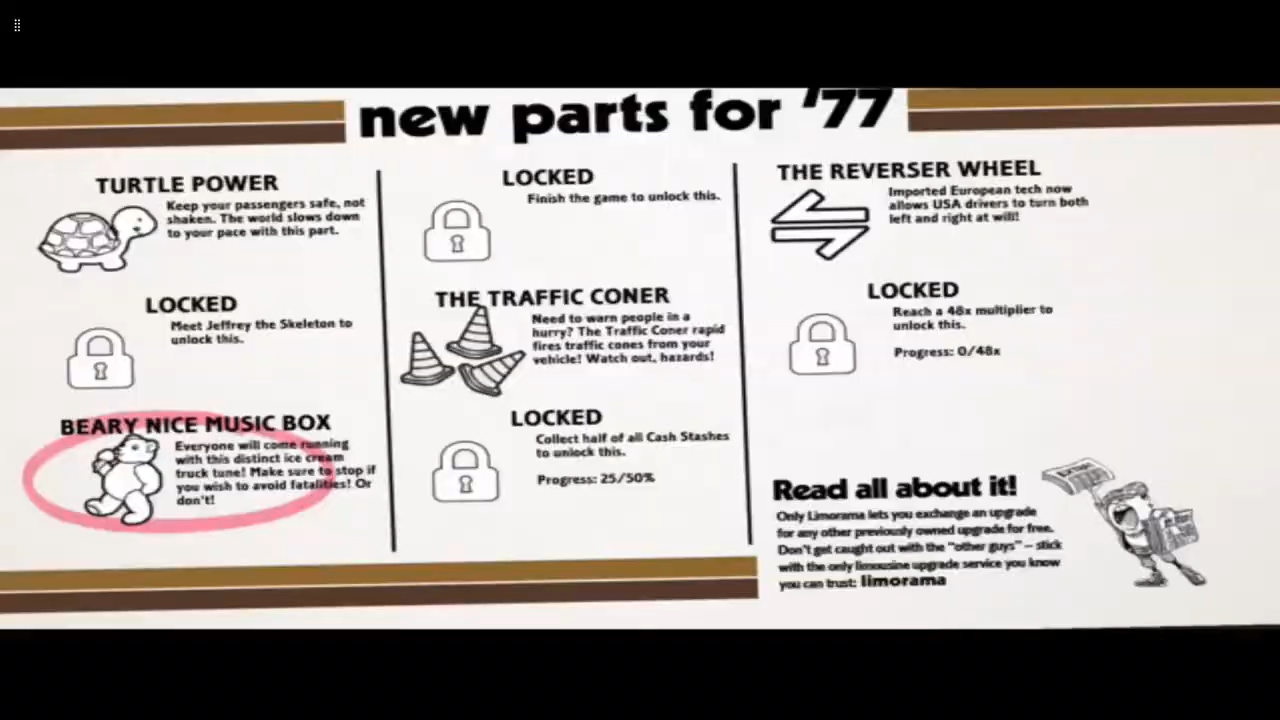 new parts for '77
TURTLE POWER
Keep your passengers safe, not
shaken. The world slows down
to your pace with this part.
LOCKED
Meet Jeffrey the Skeleton to
unlock this.
BEARY NICE MUSIC BOX
Everyone will come running
with this distinct ice cream
truck tune! Make sure to stop if
you wish to avoid fatalities! Or
don't!
LOCKED
Finish the game to unlock this.
THE TRAFFIC CONER
Need to warn people in a
hurry? The Traffic Coner rapid
fires traffic cones from your
vehicle! Watch out, hazards!
LOCKED
Collect half of all Cash Stashes
to unlock this.
Progress: 25/50%
THE REVERSER WHEEL
Imported European tech now
allows USA drivers to turn both
left and right at will!
LOCKED
Reach a 48x multiplier to
unlock this.
Progress: 0/48x
Read all about it!
Only Limorama lets you exchange an upgrade
for any other previously owned upgrade for free.
Don't get caught out with the "other guys" – stick
with the only limousine upgrade service you know
you can trust: limorama